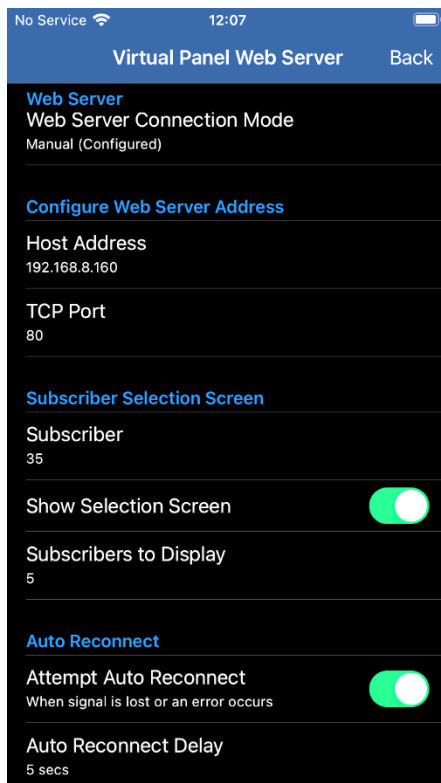 No Service 12:07
Virtual Panel Web Server Back
Web Server
Web Server Connection Mode
Manual (Configured)
Configure Web Server Address
Host Address
192.168.8.160
TCP Port
80
Subscriber Selection Screen
Subscriber
35
Show Selection Screen
Subscribers to Display
5
Auto Reconnect
Attempt Auto Reconnect
When signal is lost or an error occurs
Auto Reconnect Delay
5 secs